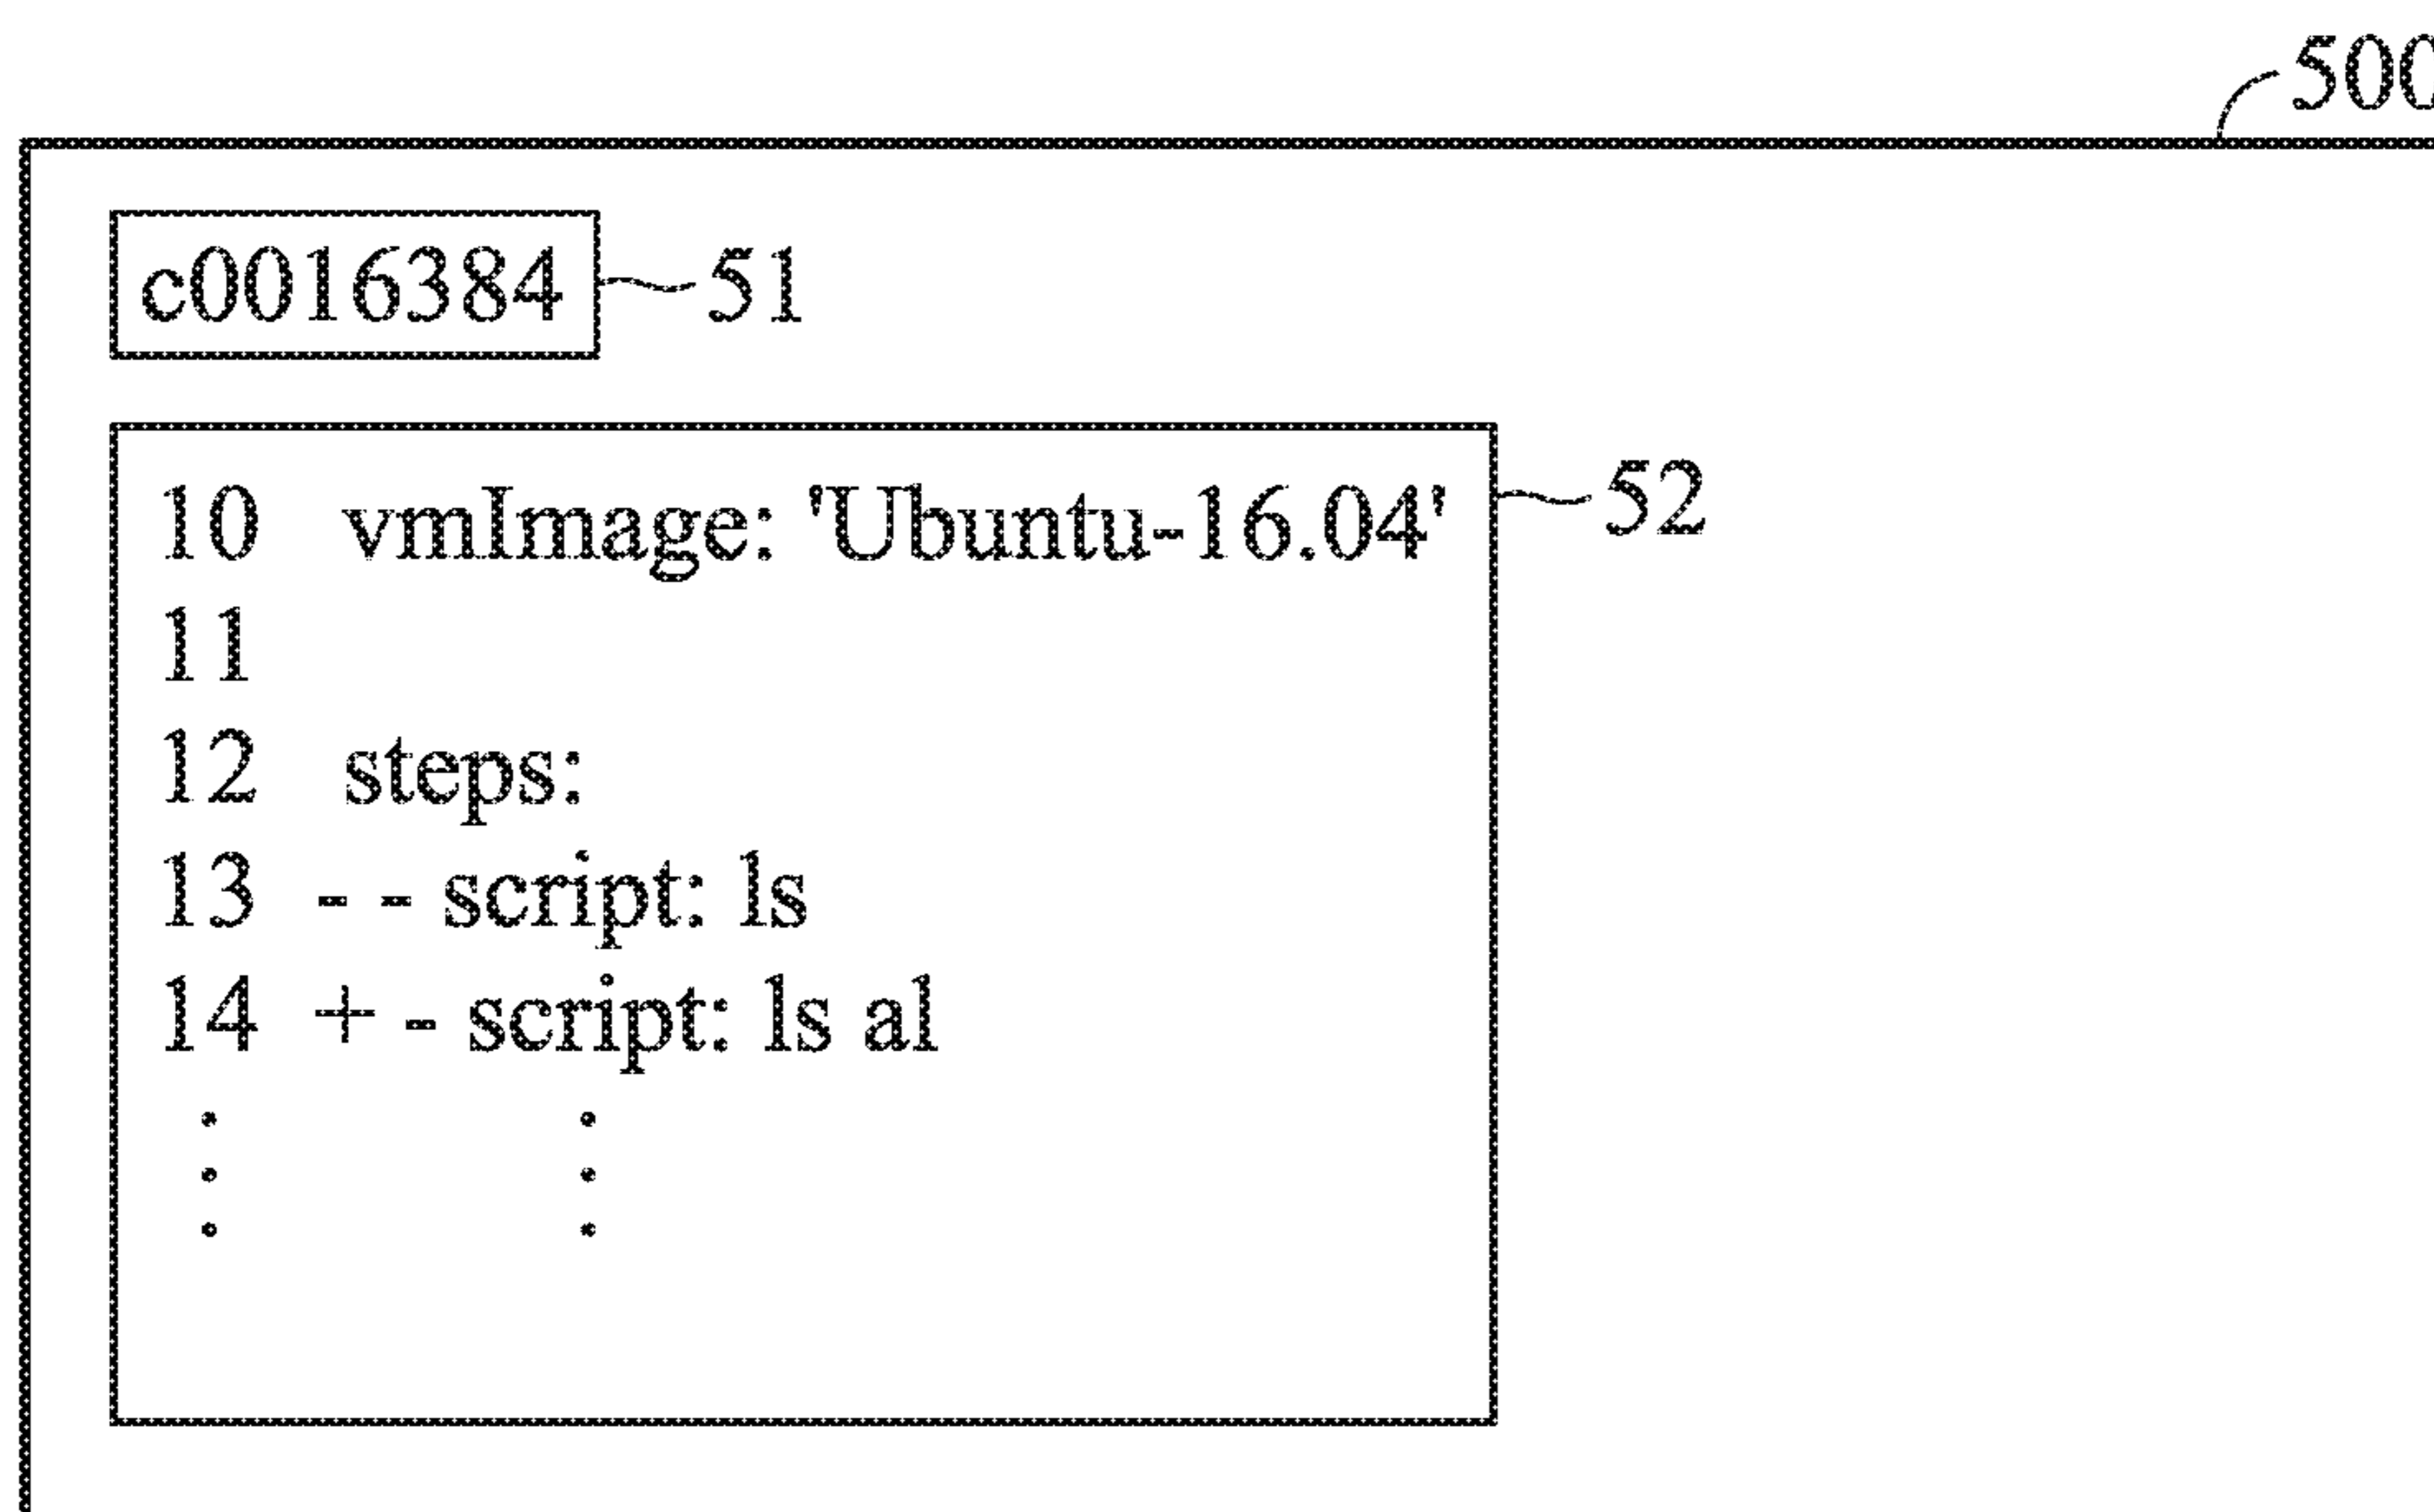 500
c0016384 51
10 vmImage: 'Ubuntu-16.04' 52
11
12 steps:
13 - - script: ls
14 + - script: ls al